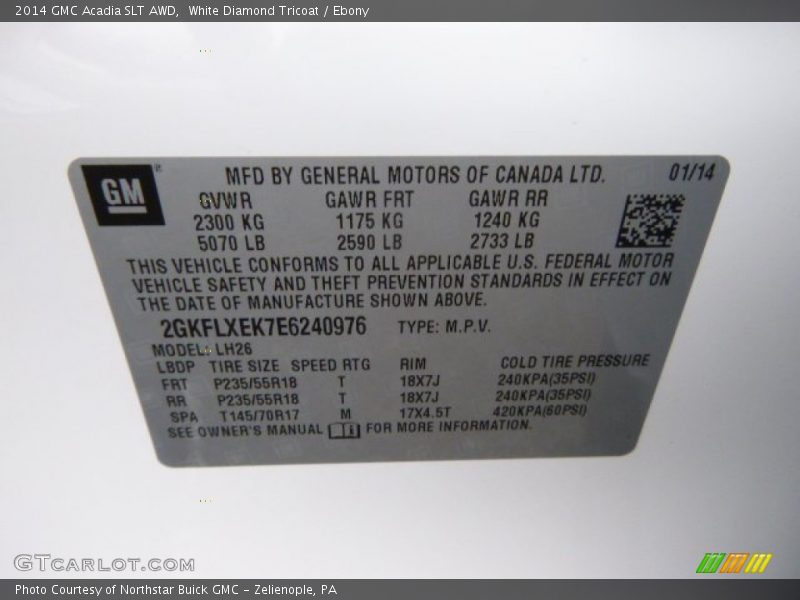 2014 GMC Acadia SLT AWD, White Diamond Tricoat / Ebony
GM
MFD BY GENERAL MOTORS OF CANADA LTD. 01/14
GVWR GAWR FRT GAWR RR
2300 KG 1175 KG 1240 KG
5070 LB 2590 LB 2733 LB
THIS VEHICLE CONFORMS TO ALL APPLICABLE U.S. FEDERAL MOTOR
VEHICLE SAFETY AND THEFT PREVENTION STANDARDS IN EFFECT ON
THE DATE OF MANUFACTURE SHOWN ABOVE.
2GKFLXEK7E6240976 TYPE: M.P.V.
MODEL: LH26
LBDP TIRE SIZE SPEED RTG RIM COLD TIRE PRESSURE
FRT P235/55R18 T 18X7J 240KPA(35PSI)
RR P235/55R18 T 18X7J 240KPA(35PSI)
SPA T145/70R17 M 17X4.5T 420KPA(60PSI)
SEE OWNER'S MANUAL FOR MORE INFORMATION.
GTCARLOT.COM
Photo Courtesy of Northstar Buick GMC - Zelienople, PA